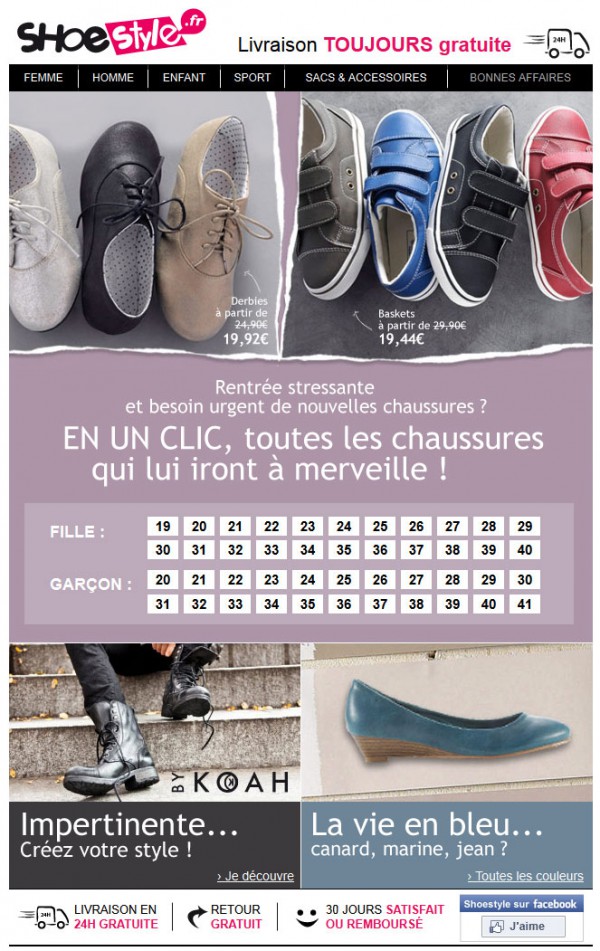 SHOeSTYLe.fr
Livraison TOUJOURS gratuite
24H
FEMME HOMME ENFANT SPORT SACS & ACCESSOIRES BONNES AFFAIRES
Derbies
à partir de
24,90€
19,92€
Baskets
à partir de 29,90€
19,44€
Rentrée stressante
et besoin urgent de nouvelles chaussures ?
EN UN CLIC, toutes les chaussures
qui lui iront à merveille !
FILLE :
19 20 21 22 23 24 25 26 27 28 29
30 31 32 33 34 35 36 37 38 39 40
GARÇON :
20 21 22 23 24 25 26 27 28 29 30
31 32 33 34 35 36 37 38 39 40 41
BY KOAH
Impertinente...
Créez votre style !
› Je découvre
La vie en bleu...
canard, marine, jean ?
› Toutes les couleurs
24H
LIVRAISON EN
24H GRATUITE
RETOUR
GRATUIT
30 JOURS SATISFAIT
OU REMBOURSÉ
Shoestyle sur facebook
J'aime